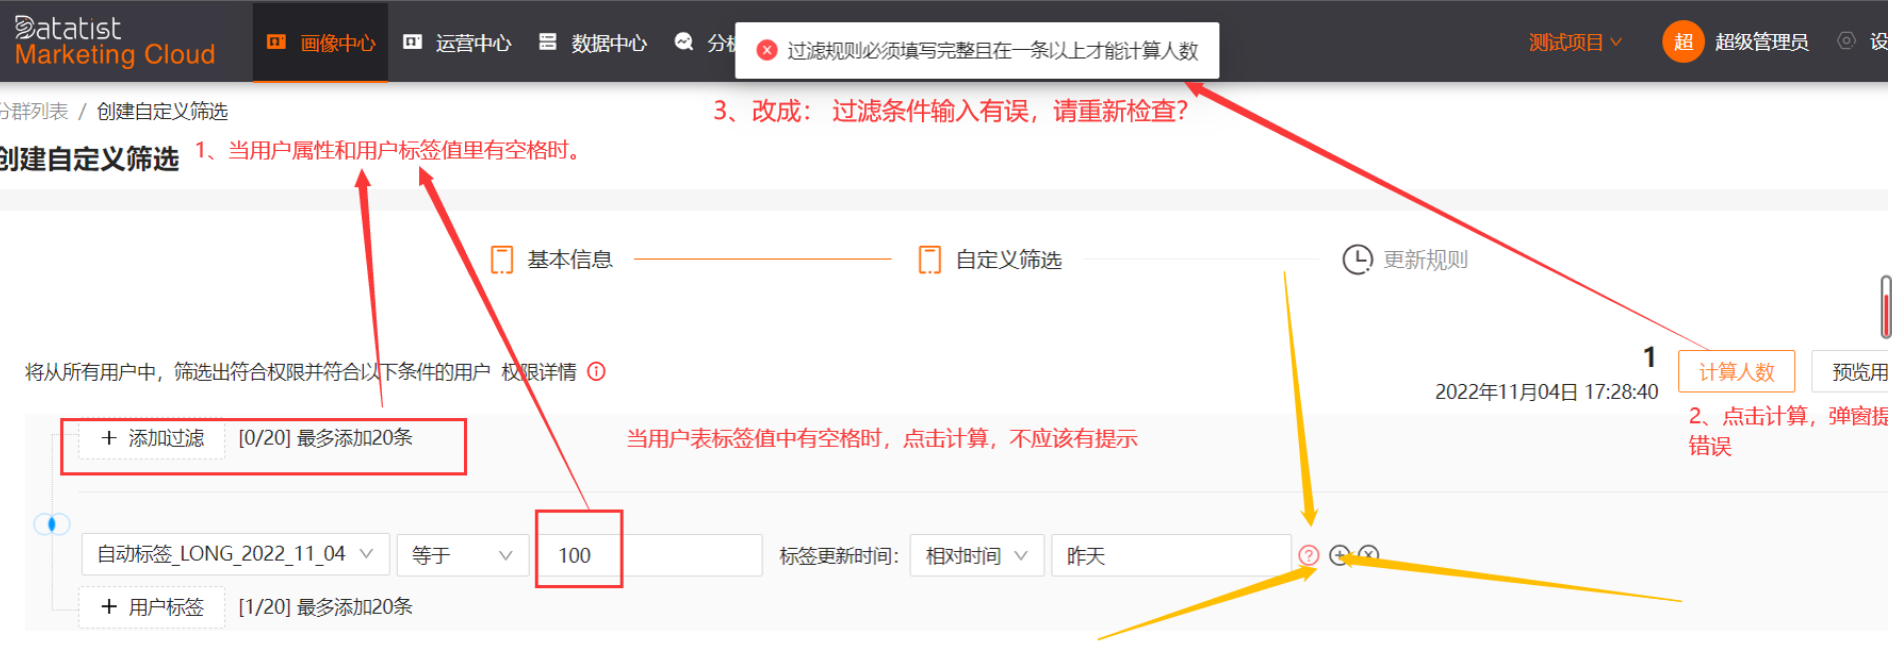 Datatist
Marketing Cloud
画像中心
运营中心
数据中心
分析
过滤规则必须填写完整且在一条以上才能计算人数
测试项目
超
超级管理员
设
分群列表 / 创建自定义筛选
3、改成: 过滤条件输入有误，请重新检查?
创建自定义筛选
1、当用户属性和用户标签值里有空格时。
基本信息
自定义筛选
更新规则
将从所有用户中，筛选出符合权限并符合以下条件的用户 权限详情
1
2022年11月04日 17:28:40
计算人数
预览用
2、点击计算，弹窗提
错误
+ 添加过滤 [0/20] 最多添加20条
当用户表标签值中有空格时，点击计算，不应该有提示
自动标签_LONG_2022_11_04 等于 100 标签更新时间: 相对时间 昨天
+ 用户标签 [1/20] 最多添加20条